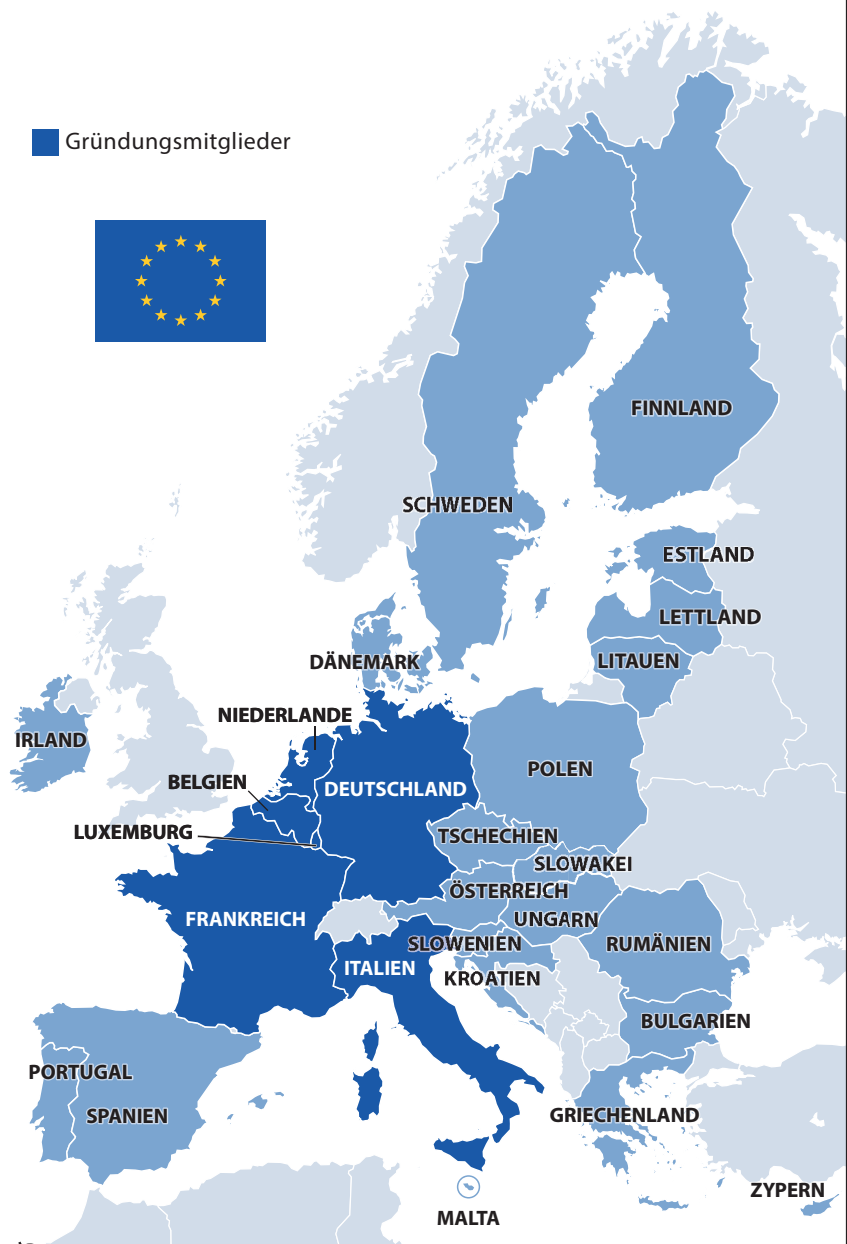 Gründungsmitglieder
FINNLAND
SCHWEDEN
ESTLAND
LETTLAND
DÄNEMARK
LITAUEN
NIEDERLANDE
IRLAND
POLEN
BELGIEN
DEUTSCHLAND
LUXEMBURG
TSCHECHIEN
SLOWAKEI
ÖSTERREICH
FRANKREICH
UNGARN
SLOWENIEN
RUMÄNIEN
ITALIEN
KROATIEN
BULGARIEN
PORTUGAL
SPANIEN
GRIECHENLAND
ZYPERN
MALTA